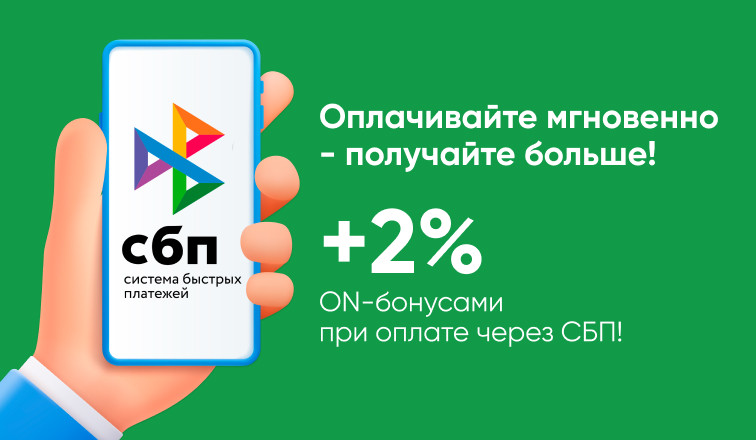 сбп
система быстрых
платежей
Оплачивайте мгновенно
- получайте больше!
+2%
ON-бонусами
при оплате через СБП!